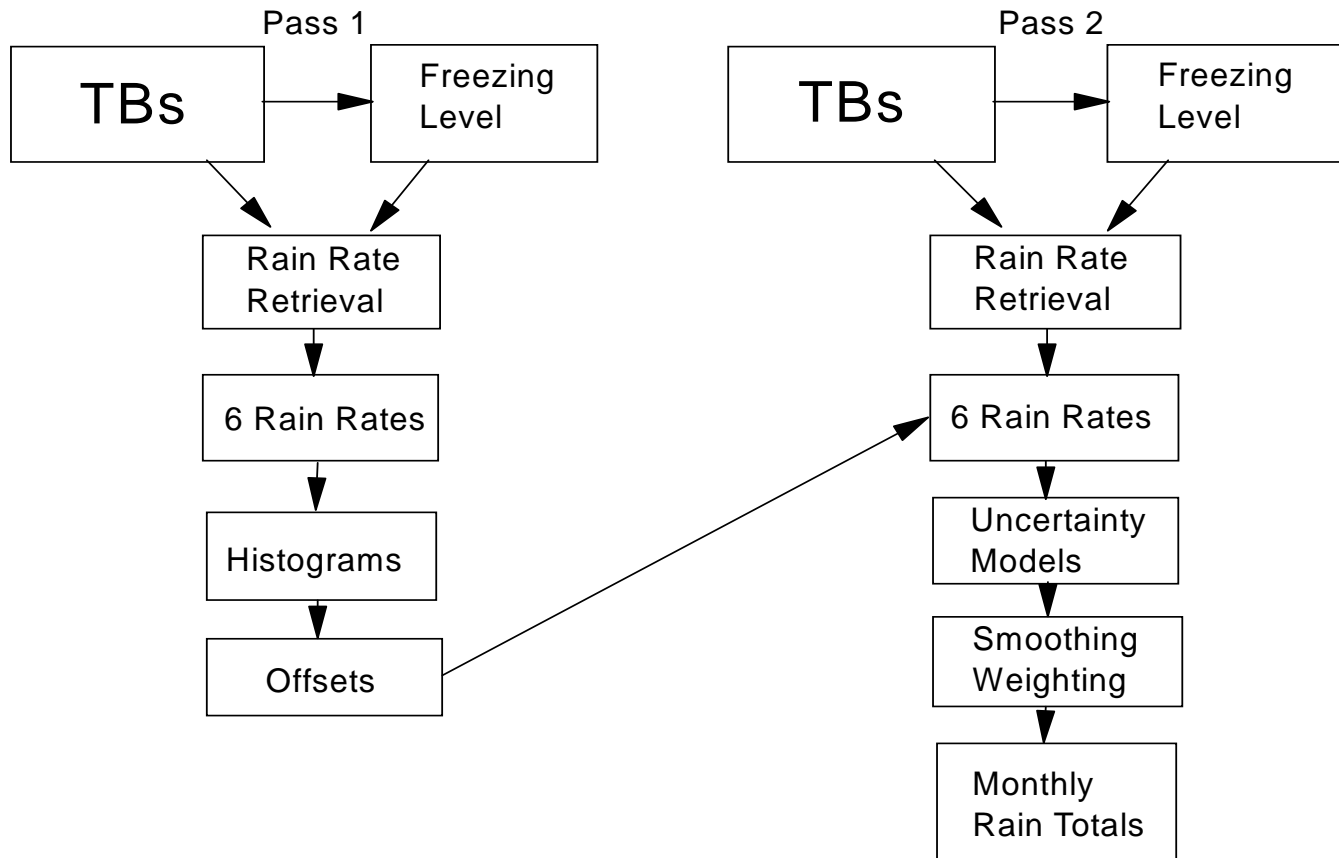 Pass 1
TBs
Freezing
Level
Rain Rate
Retrieval
6 Rain Rates
Histograms
Offsets
Pass 2
TBs
Freezing
Level
Rain Rate
Retrieval
6 Rain Rates
Uncertainty
Models
Smoothing
Weighting
Monthly
Rain Totals